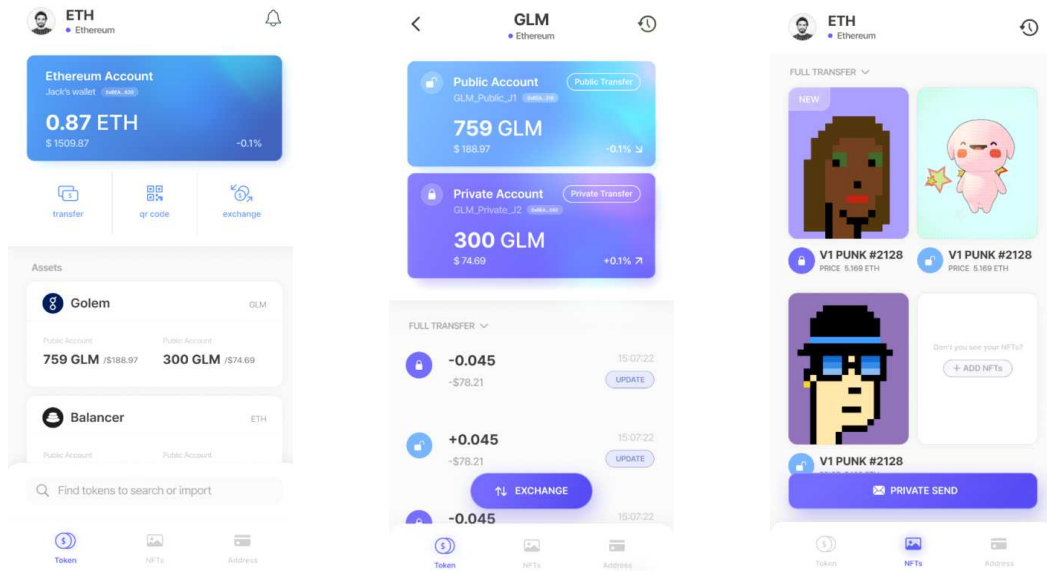 ETH
Ethereum
Ethereum Account
Jack's wallet
0.87 ETH
$ 1509.87
-0.1%
transfer
qr code
exchange
Assets
Golem
GLM
Public Account
Public Account
759 GLM /$188.97
300 GLM /$74.69
Balancer
ETH
Public Account
Public Account
Find tokens to search or import
Token
NFTs
Address
GLM
Ethereum
Public Account
Public Transfer
GLM_Public_J1
759 GLM
$ 188.97
-0.1%
Private Account
Private Transfer
GLM_Private_J2
300 GLM
$ 74.69
+0.1%
FULL TRANSFER
-0.045
15:07:22
-$78.21
UPDATE
+0.045
15:07:22
-$78.21
UPDATE
EXCHANGE
-0.045
15:07:22
Token
NFTs
Address
ETH
Ethereum
FULL TRANSFER
NEW
V1 PUNK #2128
PRICE 5.169 ETH
V1 PUNK #2128
PRICE 5.169 ETH
Don't you see your NFTs?
+ ADD NFTs
V1 PUNK #2128
PRIVATE SEND
Token
NFTs
Address